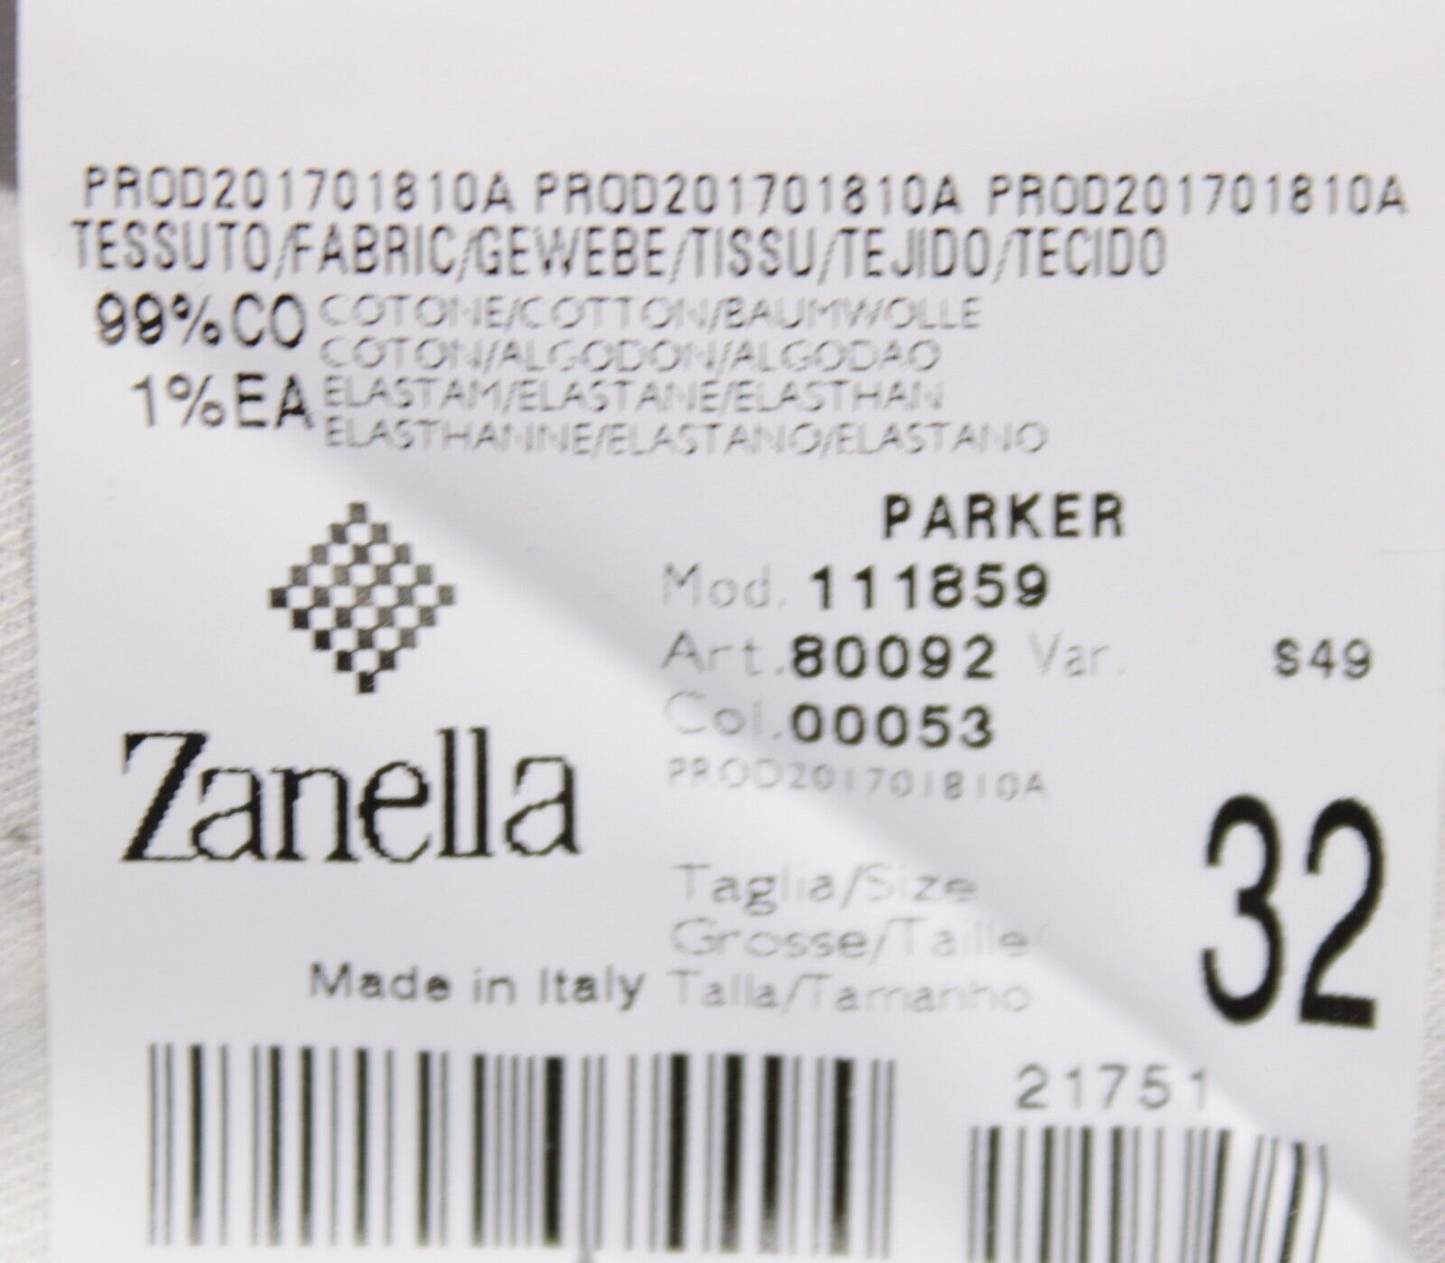 PROD201701810A PROD201701810A PROD201701810A
TESSUTO/FABRIC/GEWEBE/TISSU/TEJIDO/TECIDO
99%CO COTONE/COTTON/BAUMWOLLE
COTON/ALGODON/ALGODAO
1%EA ELASTAM/ELASTANE/ELASTHAN
ELASTHANNE/ELASTANO/ELASTANO
PARKER
Mod. 111859
Art.80092 Var. S49
Col.00053
PROD201701810A
Zanella
Taglia/Size
Grosse/Taille
Talla/Tamanho
32
Made in Italy
21751